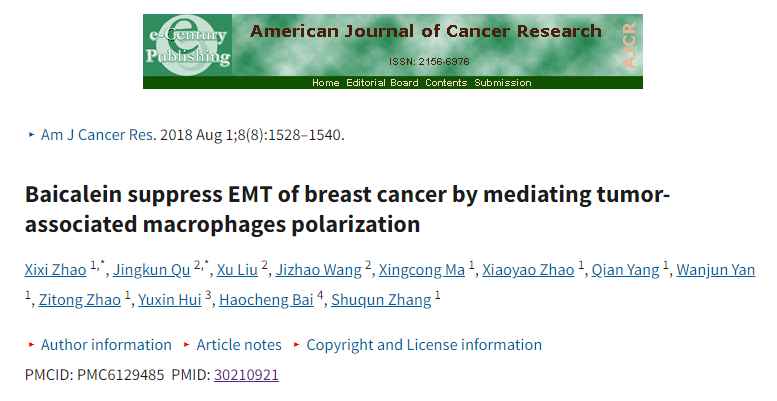 e-Century
Publishing
American Journal of Cancer Research
ISSN: 2156-6976
AJCR
Home Editorial Board Contents Submission
Am J Cancer Res. 2018 Aug 1;8(8):1528–1540.
Baicalein suppress EMT of breast cancer by mediating tumor-
associated macrophages polarization
Xixi Zhao 1,*, Jingkun Qu 2,*, Xu Liu 2, Jizhao Wang 2, Xingcong Ma 1, Xiaoyao Zhao 1, Qian Yang 1, Wanjun Yan
1, Zitong Zhao 1, Yuxin Hui 3, Haocheng Bai 4, Shuqun Zhang 1
Author information Article notes Copyright and License information
PMCID: PMC6129485 PMID: 30210921